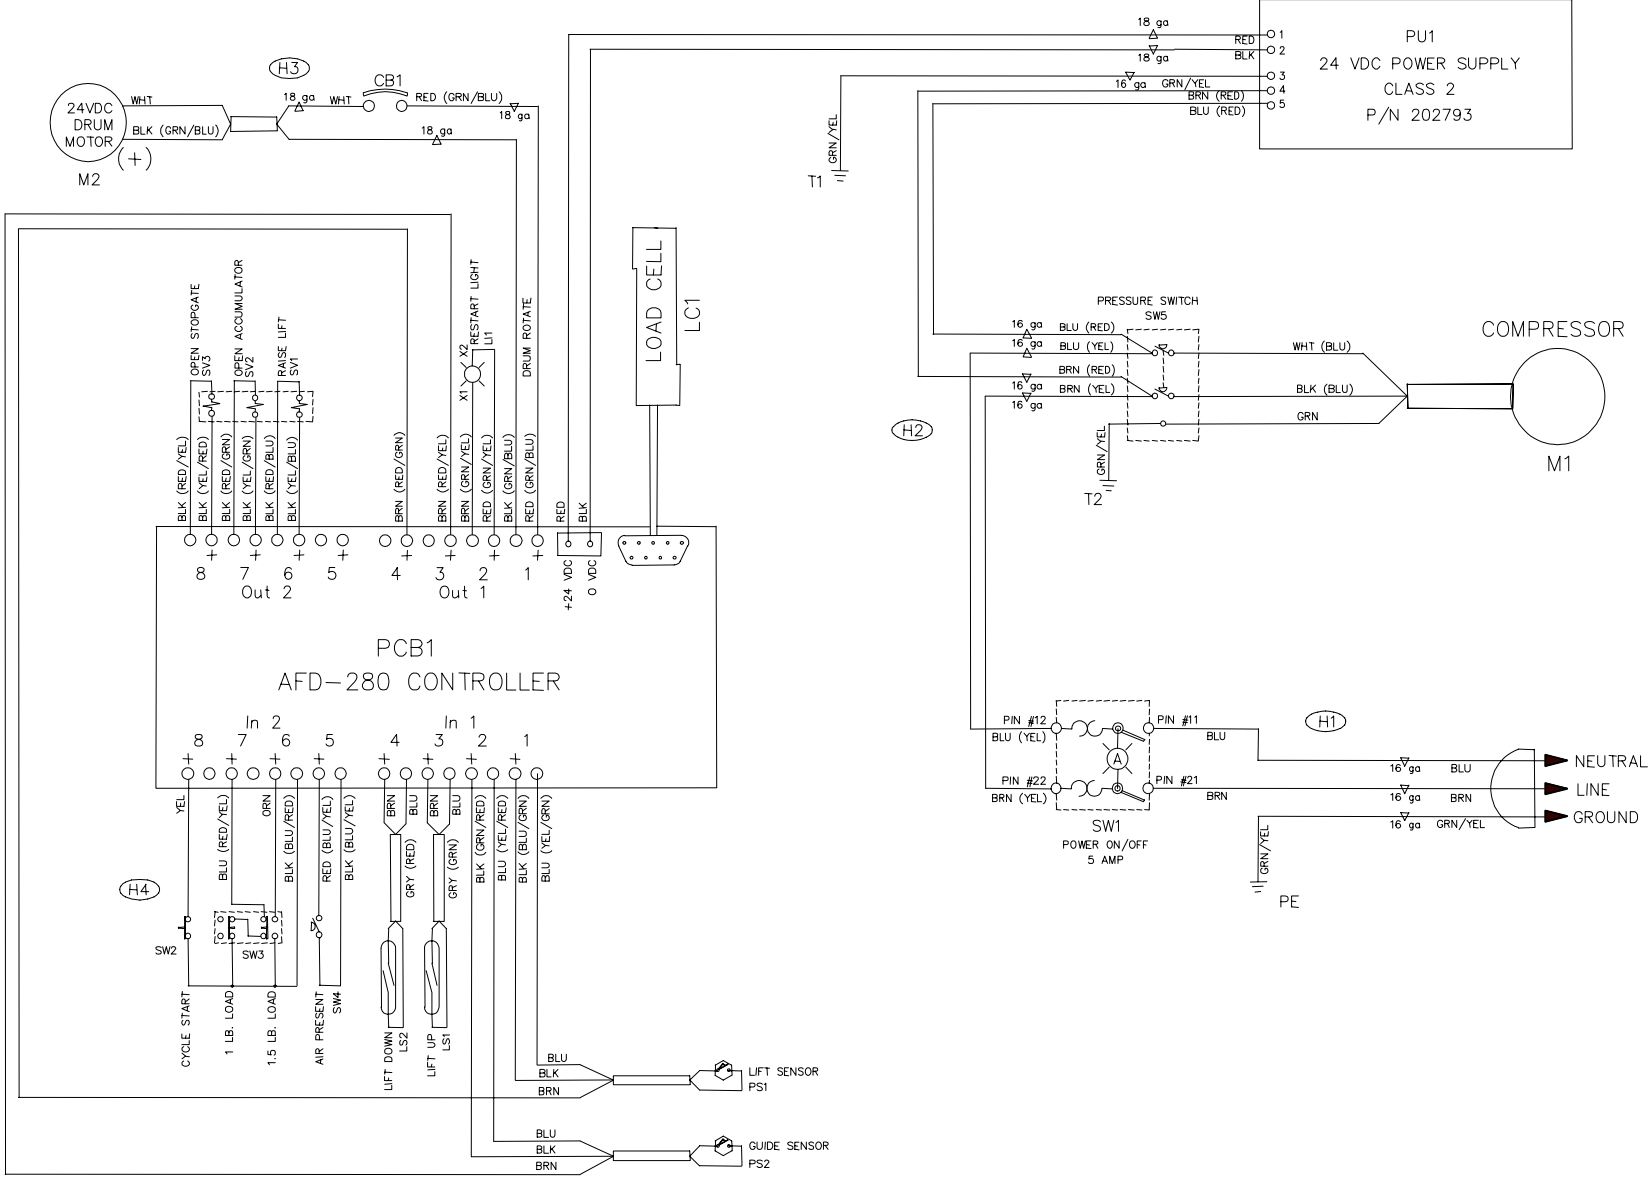 18 ga
RED
1
BLK
2
18 ga
16 ga
GRN/YEL
3
BRN (RED)
4
BLU (RED)
5
PU1
24 VDC POWER SUPPLY
CLASS 2
P/N 202793
GRN/YEL
T1
H3
CB1
24VDC
DRUM
MOTOR
(+)
M2
WHT
BLK (GRN/BLU)
18 ga
WHT
RED (GRN/BLU)
18 ga
18 ga
LOAD CELL
LC1
OPEN STOPGATE
SV3
OPEN ACCUMULATOR
SV2
RAISE LIFT
SV1
X1
X2
RESTART LIGHT
LI1
DRUM ROTATE
BLK (RED/YEL)
BLK (YEL/RED)
BLK (RED/GRN)
BLK (YEL/GRN)
BLK (RED/BLU)
BLK (YEL/BLU)
BRN (RED/GRN)
BRN (RED/YEL)
BRN (GRN/YEL)
RED (GRN/YEL)
BLK (GRN/BLU)
RED (GRN/BLU)
RED
BLK
+ + + + + + + +
8 7 6 5 4 3 2 1
Out 2
Out 1
+24 VDC
0 VDC
PCB1
AFD-280 CONTROLLER
In 2
In 1
8 7 6 5 4 3 2 1
+ + + + + + + +
YEL
BLU (RED/YEL)
ORN
BLK (BLU/RED)
RED (BLU/YEL)
BLK (BLU/YEL)
BRN
BLU
GRY (RED)
BRN
BLU
GRY (GRN)
BLK (GRN/RED)
BLU (YEL/RED)
BLK (BLU/GRN)
BLU (YEL/GRN)
H4
SW2
SW3
CYCLE START
1 LB. LOAD
1.5 LB. LOAD
AIR PRESENT
SW4
LIFT DOWN
LS2
LIFT UP
LS1
BLU
BLK
BRN
LIFT SENSOR
PS1
BLU
BLK
BRN
GUIDE SENSOR
PS2
PRESSURE SWITCH
SW5
16 ga
BLU (RED)
16 ga
BLU (YEL)
BRN (RED)
16 ga
BRN (YEL)
16 ga
WHT (BLU)
BLK (BLU)
GRN
COMPRESSOR
M1
H2
GRN/YEL
T2
PIN #12
BLU (YEL)
PIN #22
BRN (YEL)
A
PIN #11
BLU
PIN #21
BRN
SW1
POWER ON/OFF
5 AMP
H1
16 ga
BLU
NEUTRAL
16 ga
BRN
LINE
16 ga
GRN/YEL
GROUND
GRN/YEL
PE